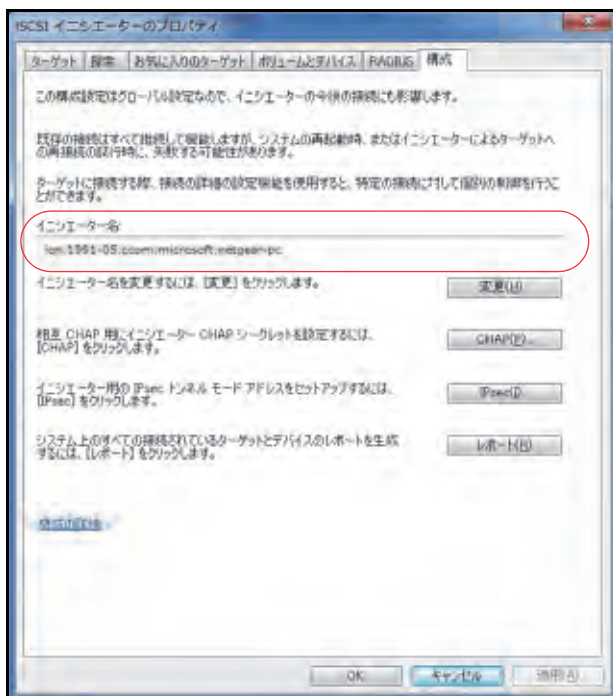 iSCSI イニシエーターのプロパティ
ターゲット 探索 お気に入りのターゲット ボリュームとデバイス RADIUS 構成
この構成設定はグローバル設定なので、イニシエーターの今後の接続にも影響します。
既存の接続はすべて継続して機能しますが、システムの再起動時、またはイニシエーターによるターゲットへ
の再接続の試行時に、失敗する可能性があります。
ターゲットに接続する際、接続の詳細の設定機能を使用すると、特定の接続に対して個別の制御を行うこ
とができます。
イニシエーター名:
iqn.1991-05.com.microsoft:netgear-pc
イニシエーター名を変更するには、[変更] をクリックします。
変更(U)
相互 CHAP 用にイニシエーター CHAP シークレットを設定するには、
[CHAP] をクリックします。
CHAP(P)...
イニシエーター用の IPsec トンネル モード アドレスをセットアップするには、
[IPsec] をクリックします。
IPsec(I)
システム上のすべての接続されているターゲットとデバイスのレポートを生成
するには、[レポート] をクリックします。
レポート(R)
構成の詳細
OK キャンセル 適用(A)